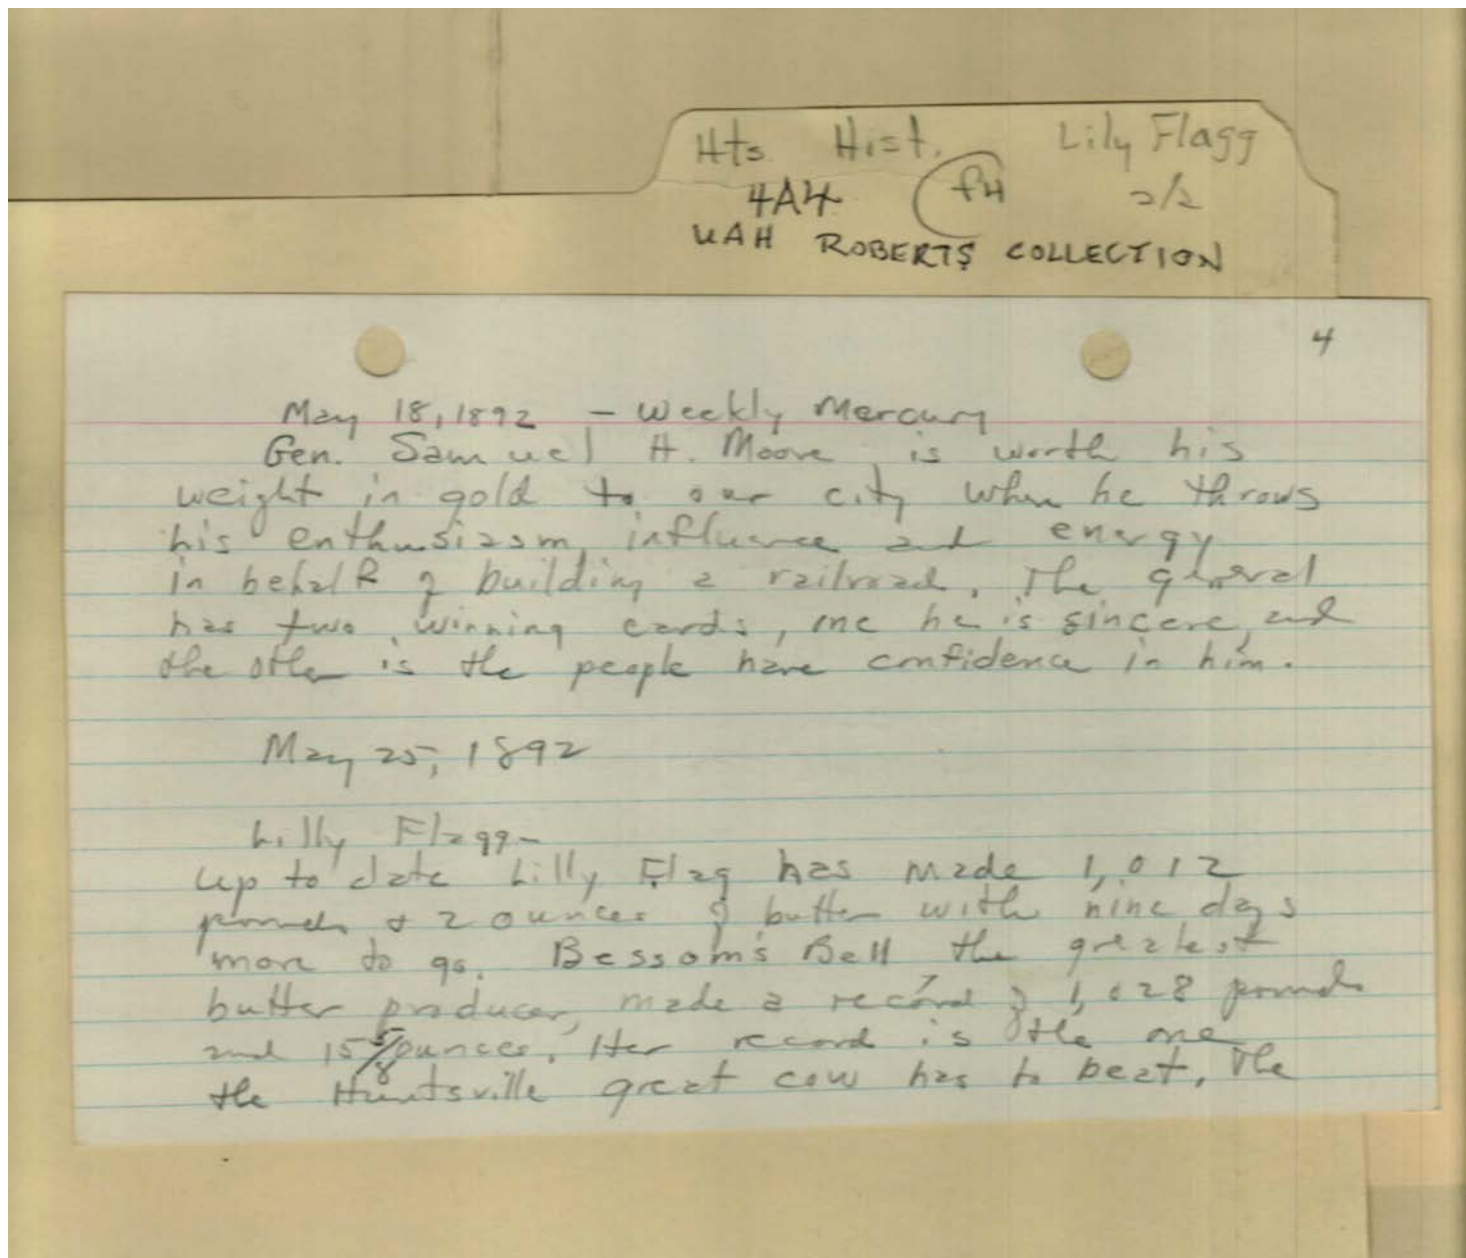 Hts Hist. Lily Flagg
4A4 f4 2/2
UAH ROBERTS COLLECTION
4
May 18, 1892 - Weekly Mercury
Gen. Samuel H. Moore is worth his
weight in gold to our city when he throws
his enthusiasm, influence and energy
in behalf of building a railroad. The general
has two winning cards, one he is sincere, and
the other is the people have confidence in him.
May 25, 1892
Lilly Flagg-
Up to date Lilly Flag has made 1,012
pounds & 2 ounces of butter with nine days
more to go. Bessom's Bell the greatest
butter producer, made a record of 1,028 pounds
and 15 5/8 ounces. Her record is the one
the Huntsville great cow has to beat. The